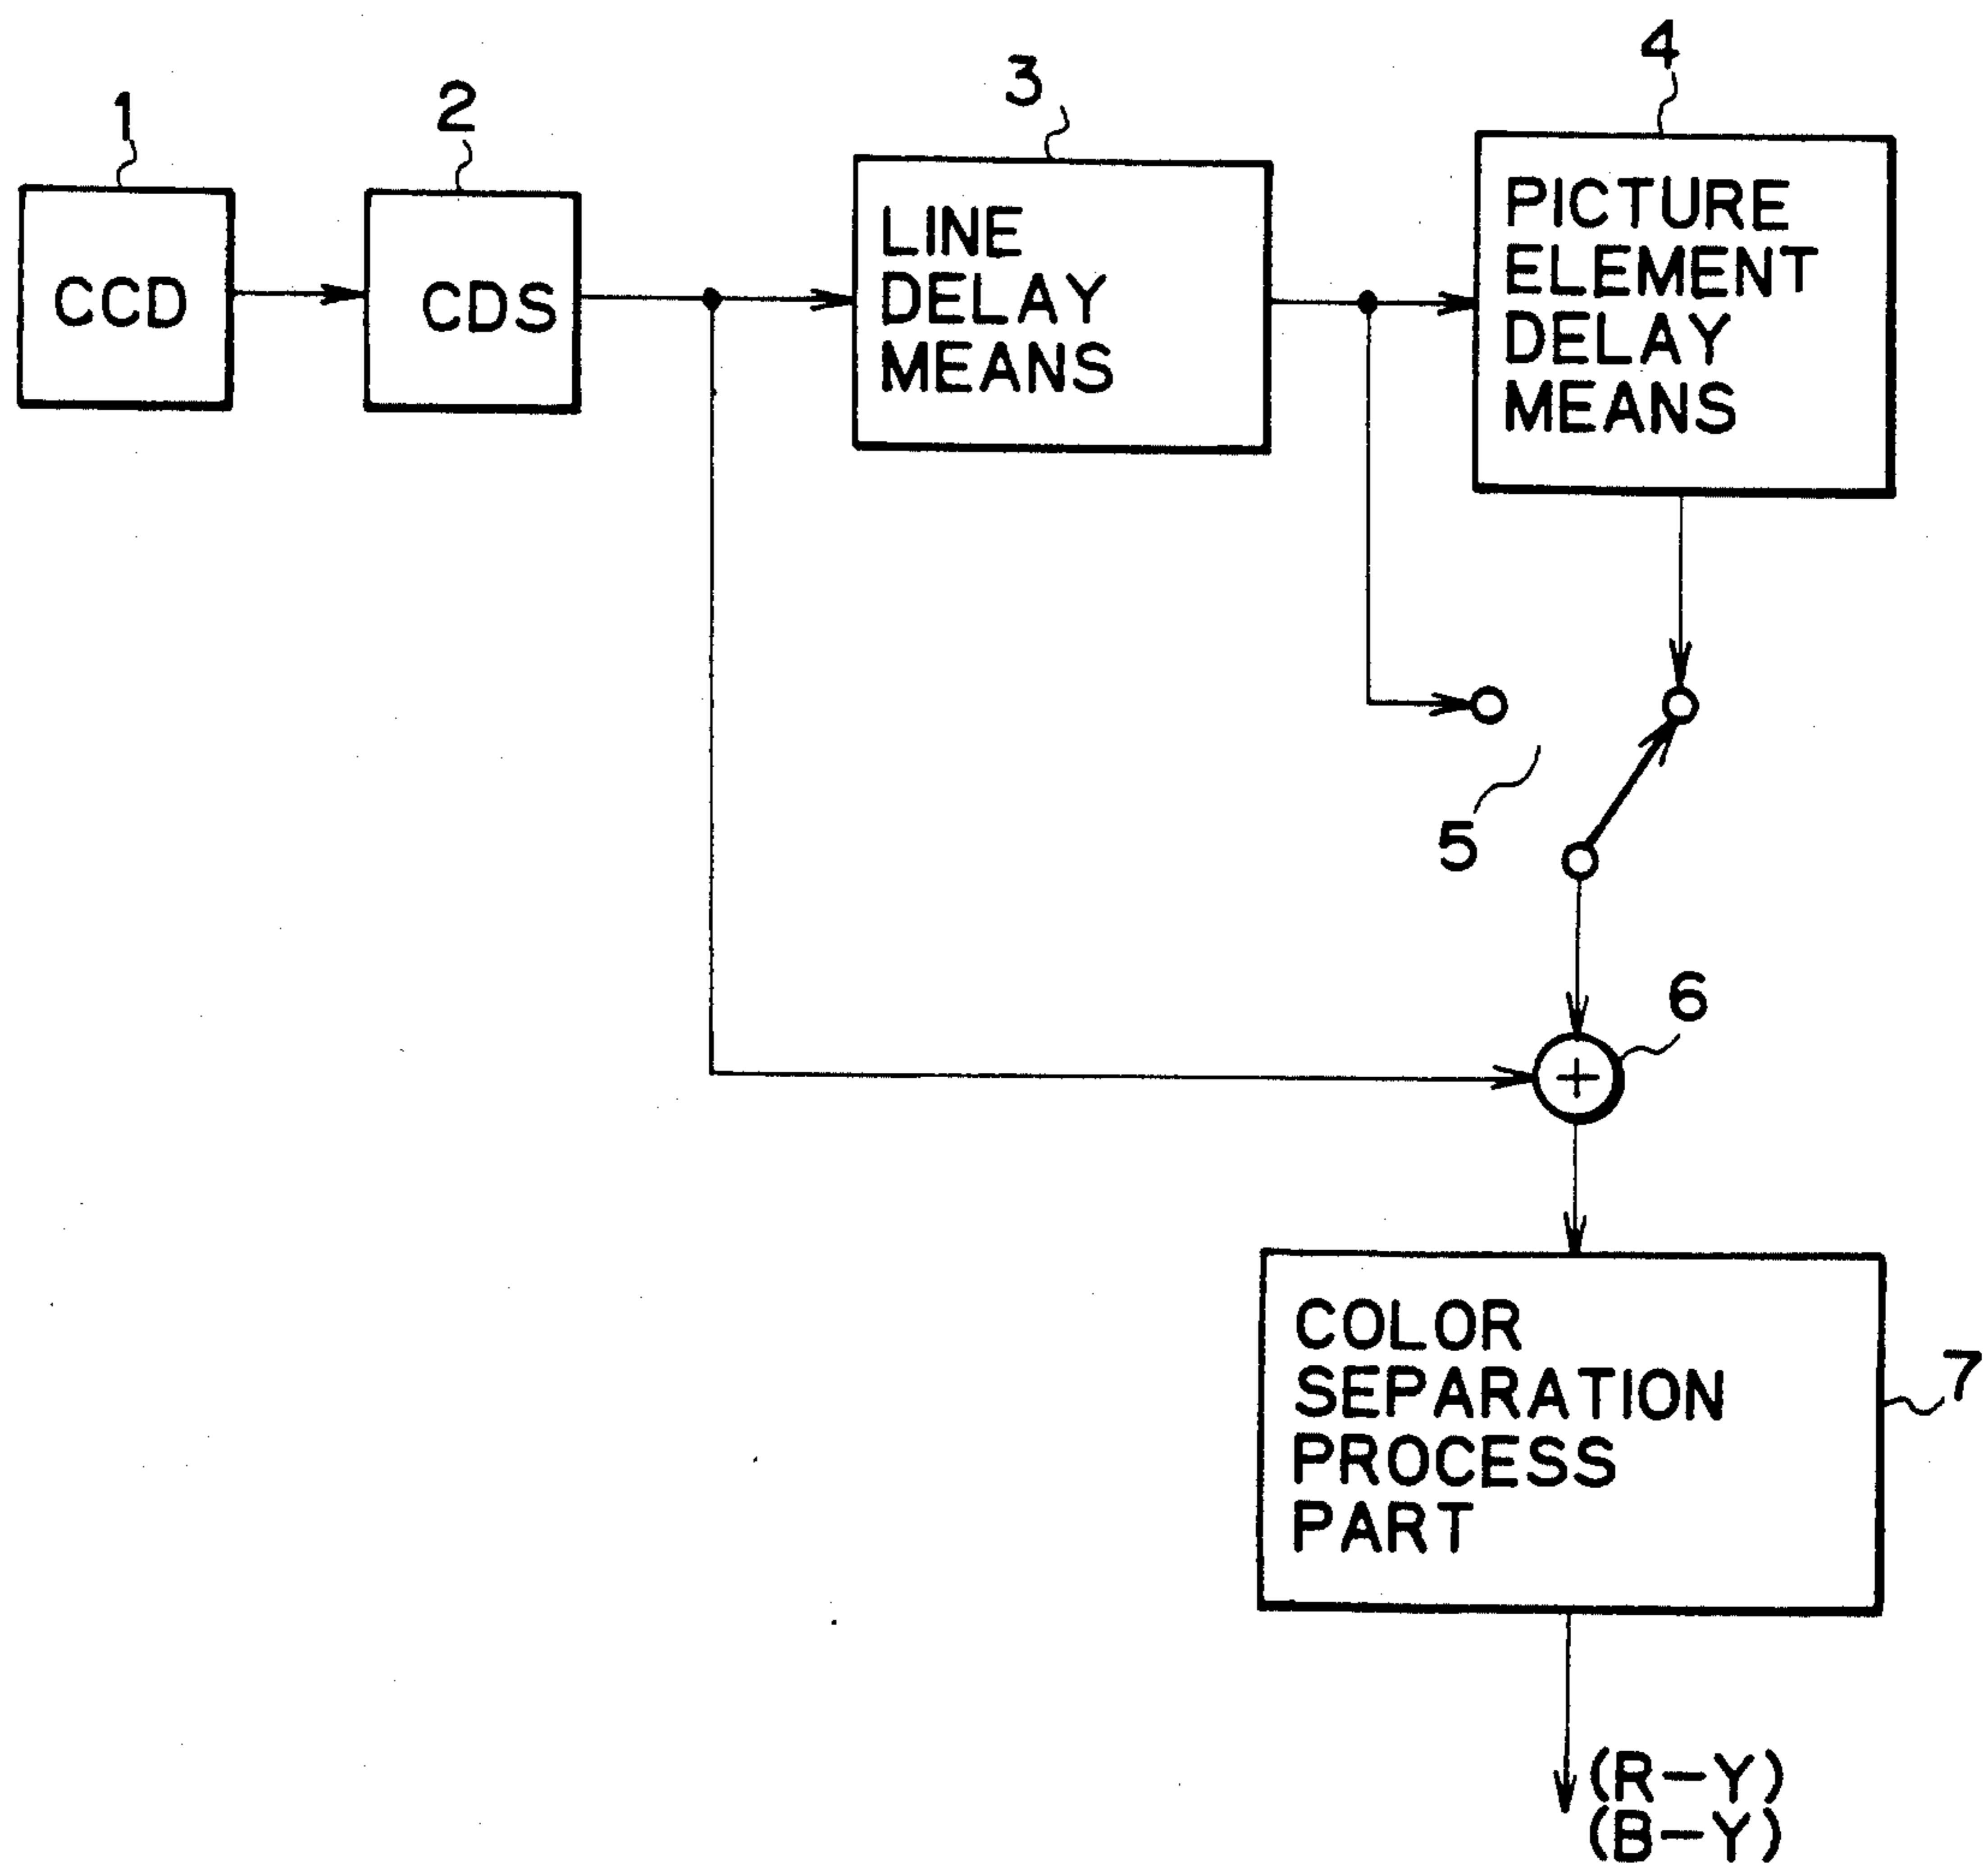 1
2
3
4
CCD
CDS
LINE
DELAY
MEANS
PICTURE
ELEMENT
DELAY
MEANS
5
6
+
COLOR
SEPARATION
PROCESS
PART
7
(R-Y)
(B-Y)